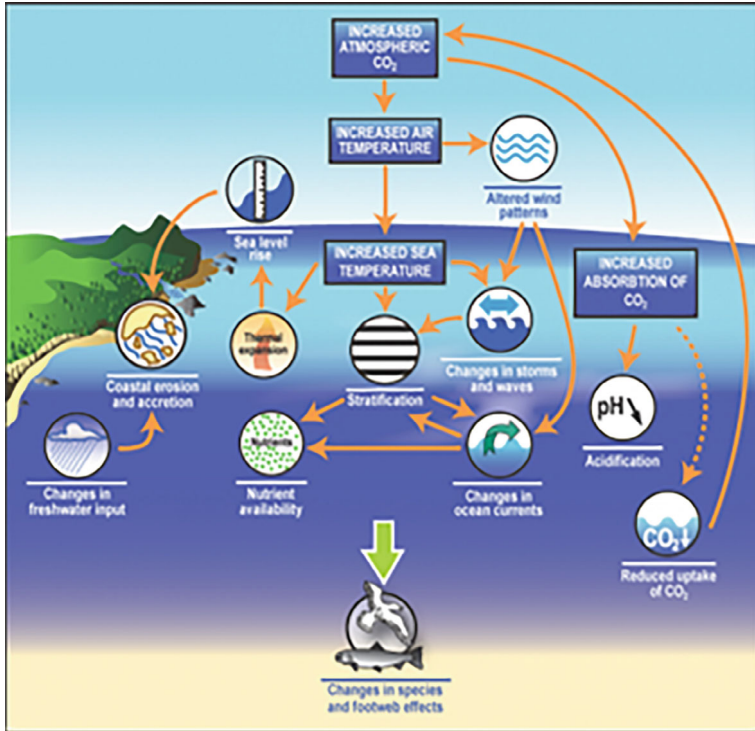 INCREASED
ATMOSPHERIC
CO₂
INCREASED AIR
TEMPERATURE
Altered wind
patterns
Sea level
rise
INCREASED SEA
TEMPERATURE
INCREASED
ABSORBTION OF
CO₂
Thermal
expansion
Coastal erosion
and accretion
Stratification
Changes in storms
and waves
pH
Acidification
Changes in
freshwater input
Nutrients
Nutrient
availability
Changes in
ocean currents
CO₂
Reduced uptake
of CO₂
Changes in species
and footweb effects